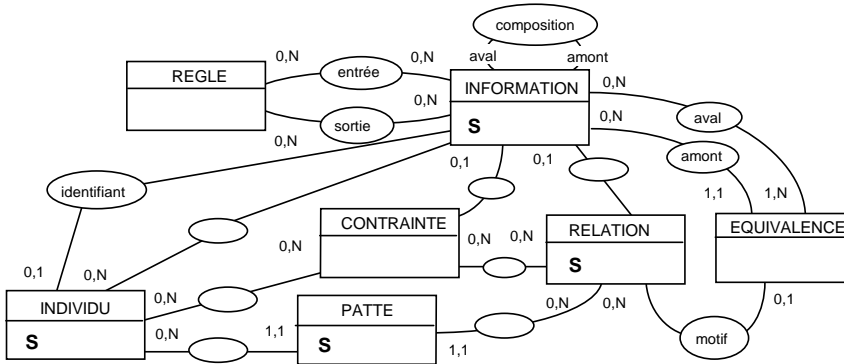 composition
0,N
0,N
aval
amont
REGLE
entrée
INFORMATION
0,N
0,N
0,N
S
0,N
sortie
aval
0,N
amont
0,1
0,1
identifiant
1,1
1,N
CONTRAINTE
RELATION
EQUIVALENCE
0,N
0,N
0,N
S
0,1
0,N
INDIVIDU
0,N
PATTE
0,N
0,N
0,1
S
0,N
1,1
S
1,1
motif